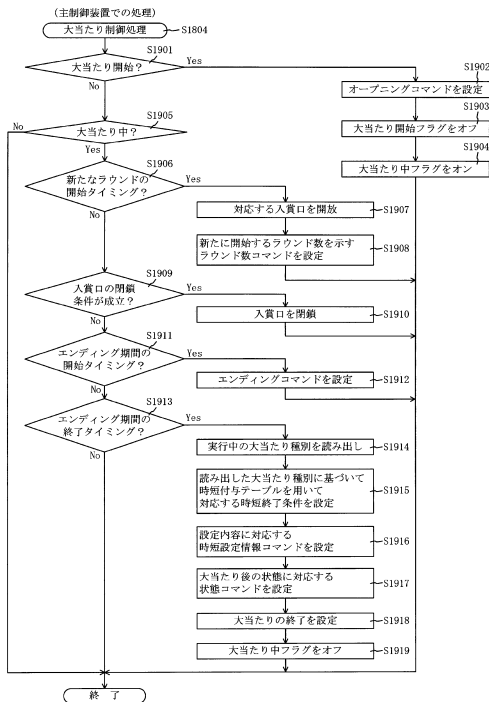 (主制御装置での処理)
大当たり制御処理
S1804
S1901
大当たり開始?
Yes
No
S1902
オープニングコマンドを設定
S1903
大当たり開始フラグをオフ
S1904
大当たり中フラグをオン
S1905
No
大当たり中?
Yes
S1906
新たなラウンドの
開始タイミング?
Yes
No
対応する入賞口を開放
S1907
新たに開始するラウンド数を示す
ラウンド数コマンドを設定
S1908
S1909
入賞口の閉鎖
条件が成立?
Yes
No
入賞口を閉鎖
S1910
S1911
エンディング期間の
開始タイミング?
Yes
No
エンディングコマンドを設定
S1912
S1913
エンディング期間の
終了タイミング?
Yes
No
実行中の大当たり種別を読み出し
S1914
読み出した大当たり種別に基づいて
時短付与テーブルを用いて
対応する時短終了条件を設定
S1915
設定内容に対応する
時短設定情報コマンドを設定
S1916
大当たり後の状態に対応する
状態コマンドを設定
S1917
大当たりの終了を設定
S1918
大当たり中フラグをオフ
S1919
終 了